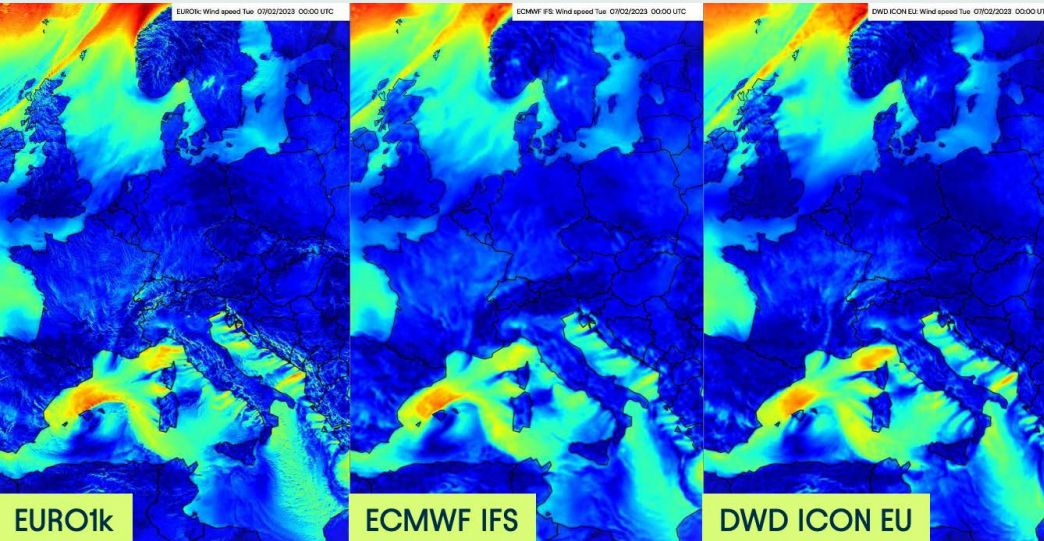 EURO1k: Wind speed Tue 07/02/2023 00:00 UTC
ECMWF IFS: Wind speed Tue 07/02/2023 00:00 UTC
DWD ICON EU: Wind speed Tue 07/02/2023 00:00 UT
EURO1k
ECMWF IFS
DWD ICON EU